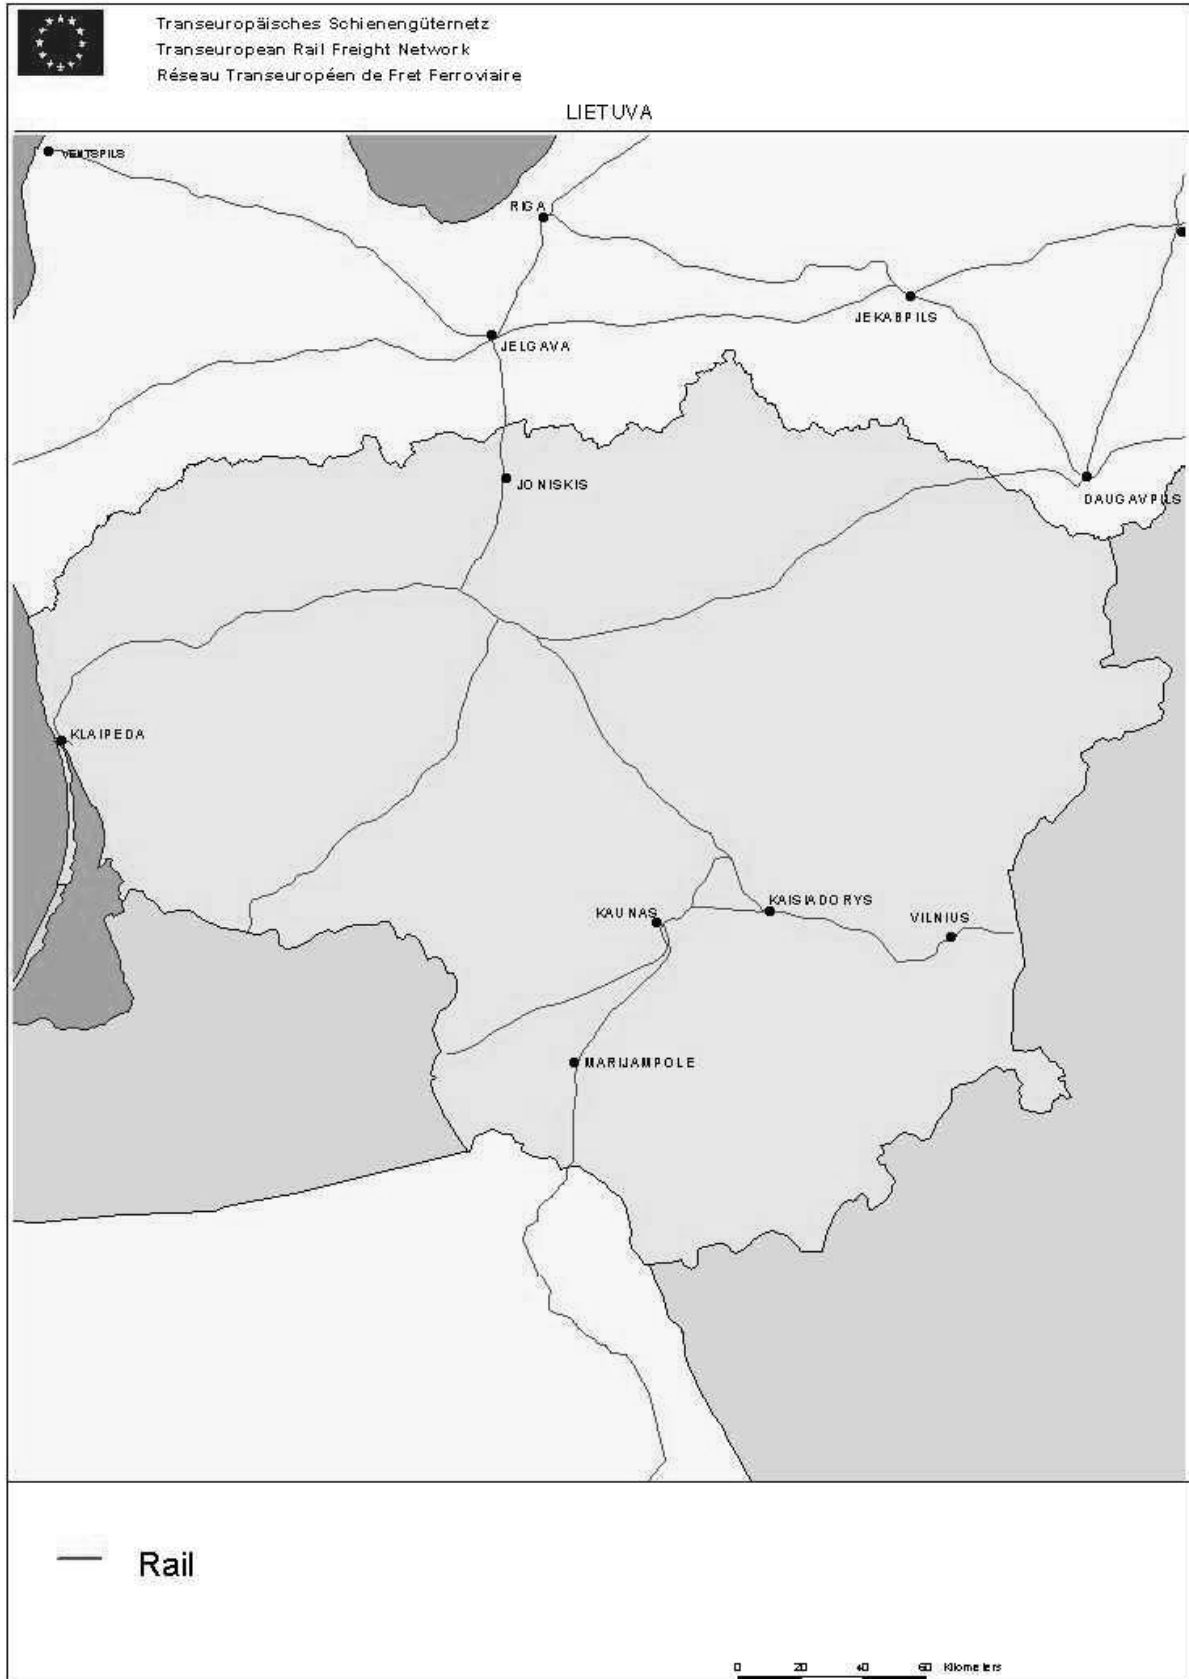 Transeuropäisches Schienengüternetz
Transeuropean Rail Freight Network
Réseau Transeuropéen de Fret Ferroviaire
LIETUVA
VENTSPILS
RIGA
JEKABPILS
JELGAVA
JONISKIS
DAUGAVPILS
KLAIPEDA
KAUNAS
KAISIADORYS
VILNIUS
MARIJAMPOLE
Rail
0 20 40 60 Kilometers